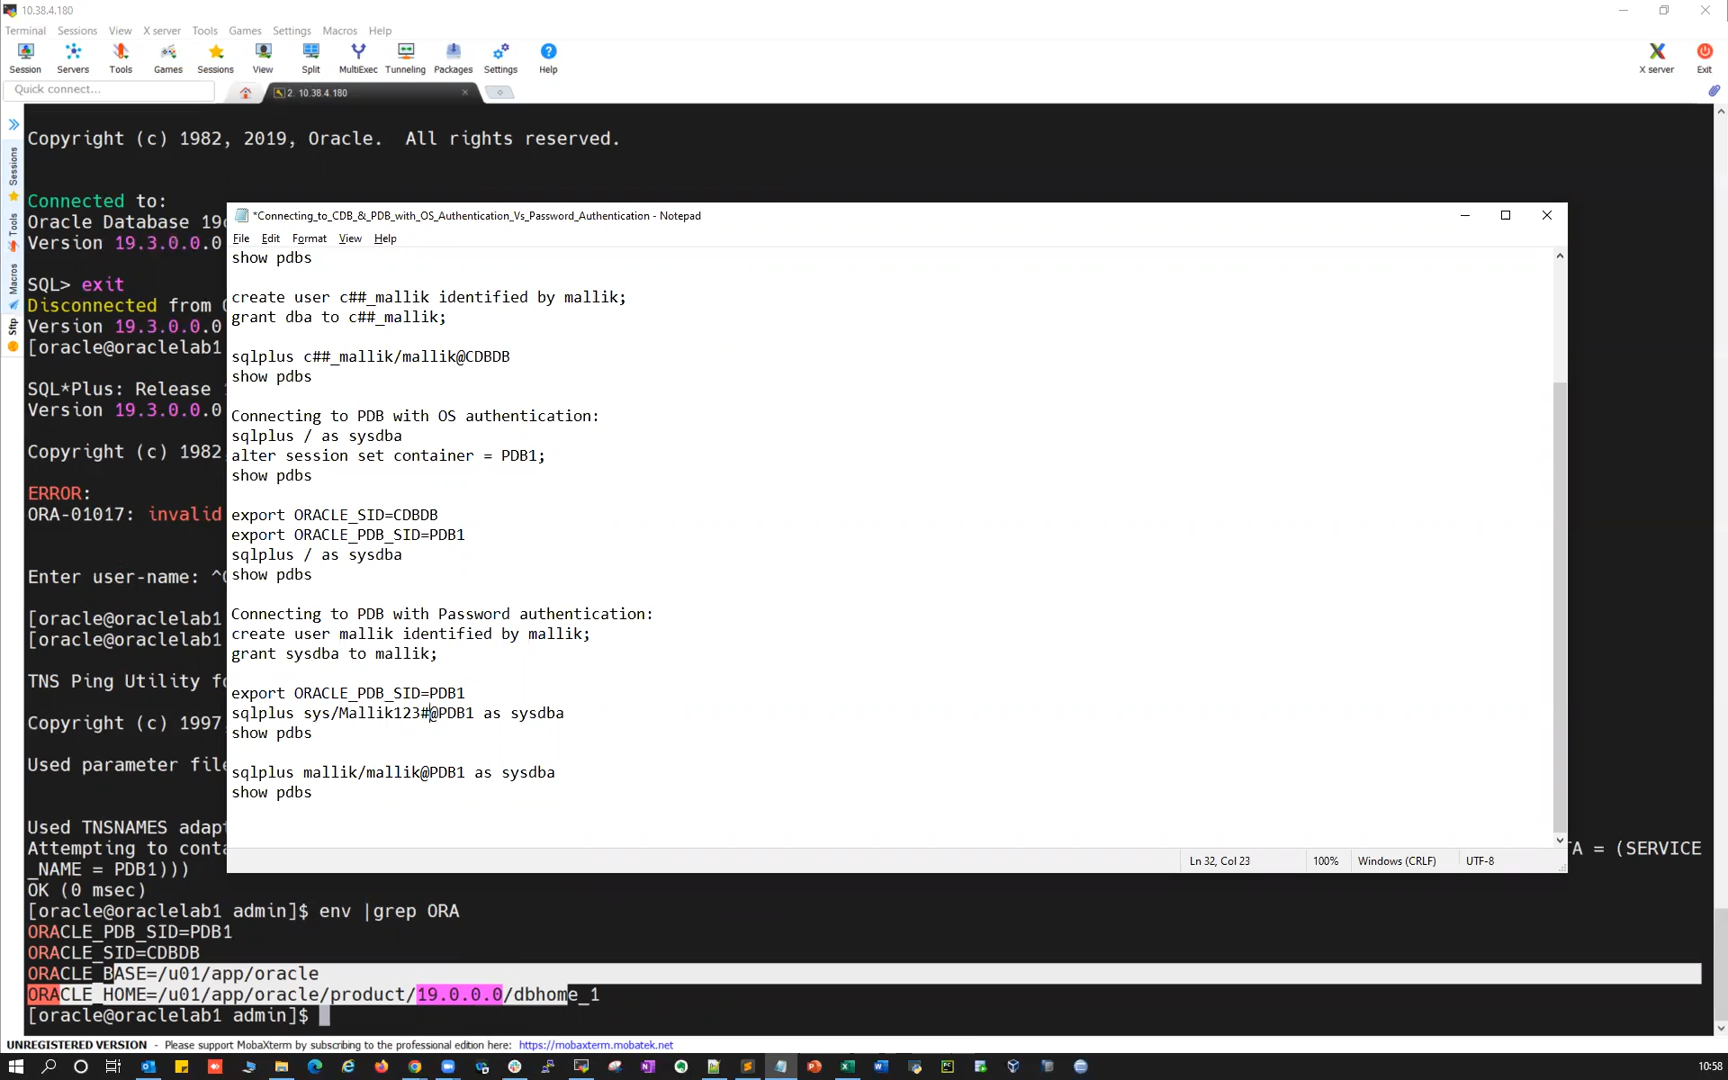 10.38.4.180
Terminal Sessions View X server Tools Games Settings Macros Help
Session Servers Tools Games Sessions View Split MultiExec Tunneling Packages Settings Help X server Exit
Quick connect...
2. 10.38.4.180
Sessions
Tools
Macros
Sftp
Copyright (c) 1982, 2019, Oracle.  All rights reserved.
Connected to:
Oracle Database 19c
Version 19.3.0.0.0
SQL> exit
Disconnected from
Version 19.3.0.0.0
[oracle@oraclelab1
SQL*Plus: Release
Version 19.3.0.0.0
Copyright (c) 1982
ERROR:
ORA-01017: invalid
Enter user-name: ^
[oracle@oraclelab1
[oracle@oraclelab1
TNS Ping Utility fo
Copyright (c) 1997
Used parameter file
Used TNSNAMES adapt
Attempting to conta
*Connecting_to_CDB_&_PDB_with_OS_Authentication_Vs_Password_Authentication - Notepad
File Edit Format View Help
show pdbs
create user c##_mallik identified by mallik;
grant dba to c##_mallik;
sqlplus c##_mallik/mallik@CDBDB
show pdbs
Connecting to PDB with OS authentication:
sqlplus / as sysdba
alter session set container = PDB1;
show pdbs
export ORACLE_SID=CDBDB
export ORACLE_PDB_SID=PDB1
sqlplus / as sysdba
show pdbs
Connecting to PDB with Password authentication:
create user mallik identified by mallik;
grant sysdba to mallik;
export ORACLE_PDB_SID=PDB1
sqlplus sys/Mallik123#@PDB1 as sysdba
show pdbs
sqlplus mallik/mallik@PDB1 as sysdba
show pdbs
Ln 32, Col 23 100% Windows (CRLF) UTF-8
TA = (SERVICE
_NAME = PDB1)))
OK (0 msec)
[oracle@oraclelab1 admin]$ env |grep ORA
ORACLE_PDB_SID=PDB1
ORACLE_SID=CDBDB
ORACLE_BASE=/u01/app/oracle
ORACLE_HOME=/u01/app/oracle/product/19.0.0.0/dbhome_1
[oracle@oraclelab1 admin]$
UNREGISTERED VERSION - Please support MobaXterm by subscribing to the professional edition here: https://mobaxterm.mobatek.net
10:58